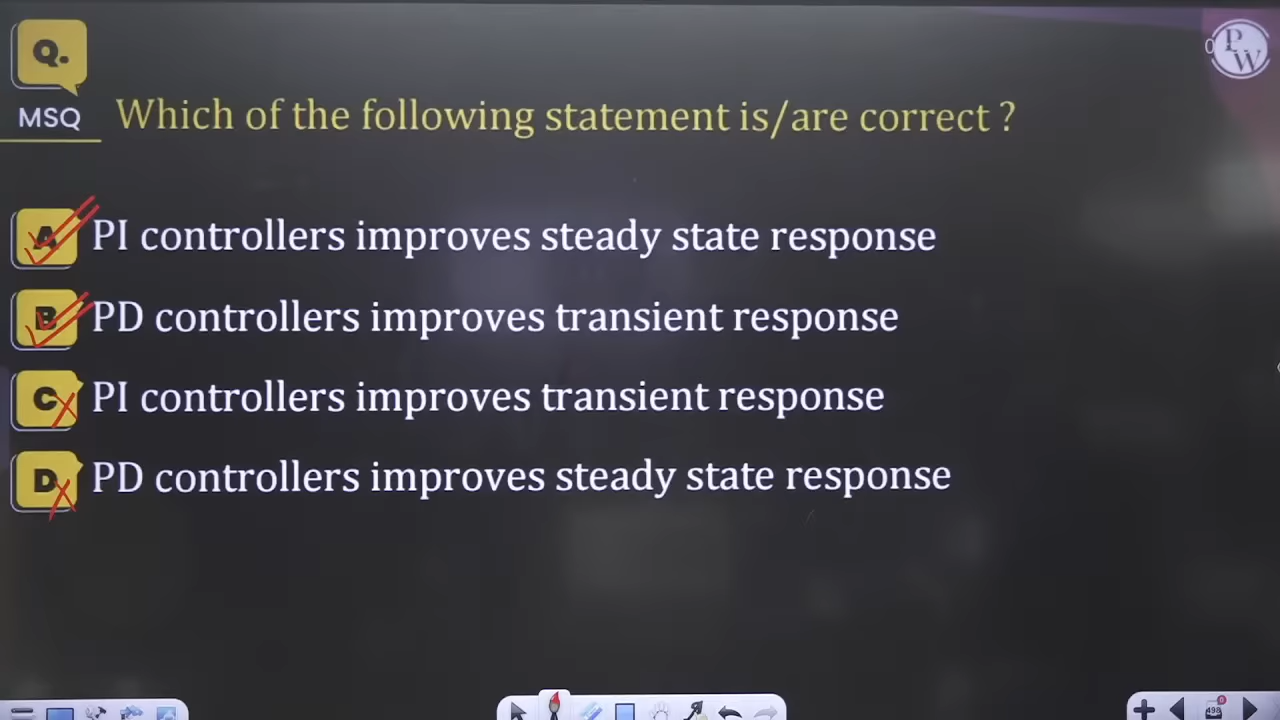 Q.
PW
MSQ
Which of the following statement is/are correct ?
A PI controllers improves steady state response
B PD controllers improves transient response
C PI controllers improves transient response
D PD controllers improves steady state response